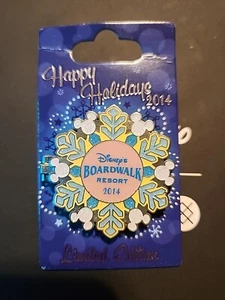 Happy
Holidays
2014
Disney's
BOARDWALK
RESORT
2014
Limited Edition